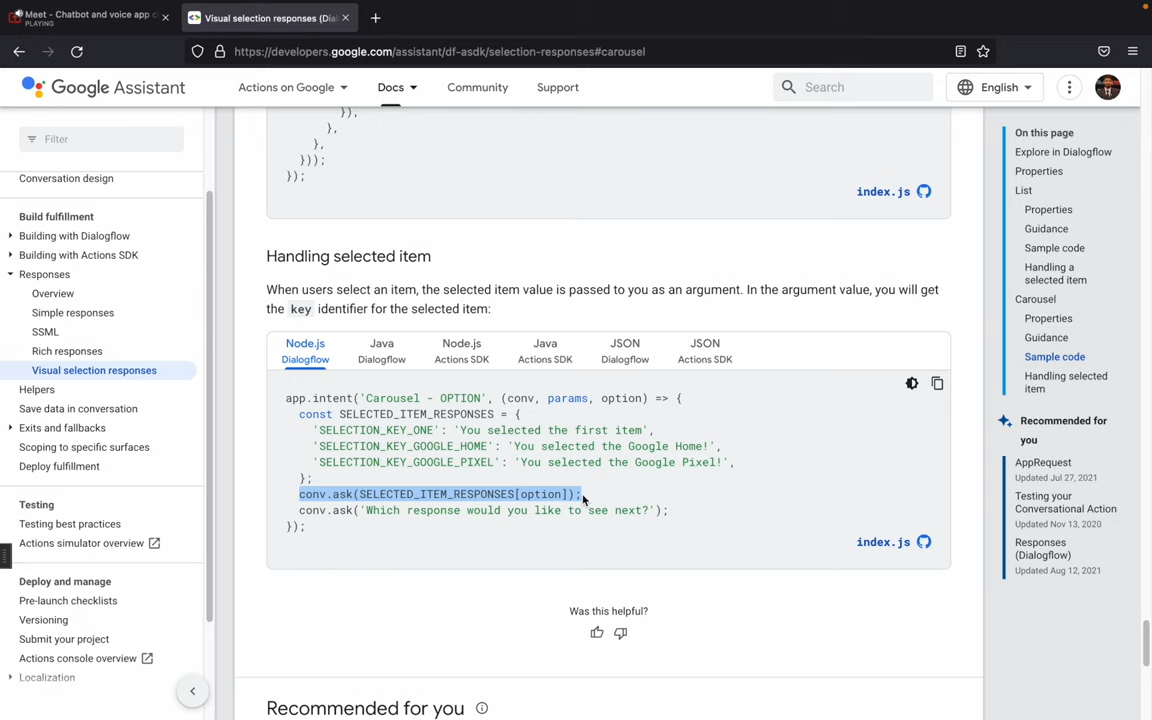 Meet - Chatbot and voice app c
PLAYING
Visual selection responses (Dia
https://developers.google.com/assistant/df-asdk/selection-responses#carousel
Google Assistant
Actions on Google
Docs
Community
Support
Search
English
Filter
Conversation design
Build fulfillment
Building with Dialogflow
Building with Actions SDK
Responses
Overview
Simple responses
SSML
Rich responses
Visual selection responses
Helpers
Save data in conversation
Exits and fallbacks
Scoping to specific surfaces
Deploy fulfillment
Testing
Testing best practices
Actions simulator overview
Deploy and manage
Pre-launch checklists
Versioning
Submit your project
Actions console overview
Localization
}),
},
},
}));
});
index.js
Handling selected item
When users select an item, the selected item value is passed to you as an argument. In the argument value, you will get
the key identifier for the selected item:
Node.js
Dialogflow
Java
Dialogflow
Node.js
Actions SDK
Java
Actions SDK
JSON
Dialogflow
JSON
Actions SDK
app.intent('Carousel - OPTION', (conv, params, option) => {
const SELECTED_ITEM_RESPONSES = {
'SELECTION_KEY_ONE': 'You selected the first item',
'SELECTION_KEY_GOOGLE_HOME': 'You selected the Google Home!',
'SELECTION_KEY_GOOGLE_PIXEL': 'You selected the Google Pixel!',
};
conv.ask(SELECTED_ITEM_RESPONSES[option]);
conv.ask('Which response would you like to see next?');
});
index.js
Was this helpful?
Recommended for you
On this page
Explore in Dialogflow
Properties
List
Properties
Guidance
Sample code
Handling a
selected item
Carousel
Properties
Guidance
Sample code
Handling selected
item
Recommended for
you
AppRequest
Updated Jul 27, 2021
Testing your
Conversational Action
Updated Nov 13, 2020
Responses
(Dialogflow)
Updated Aug 12, 2021